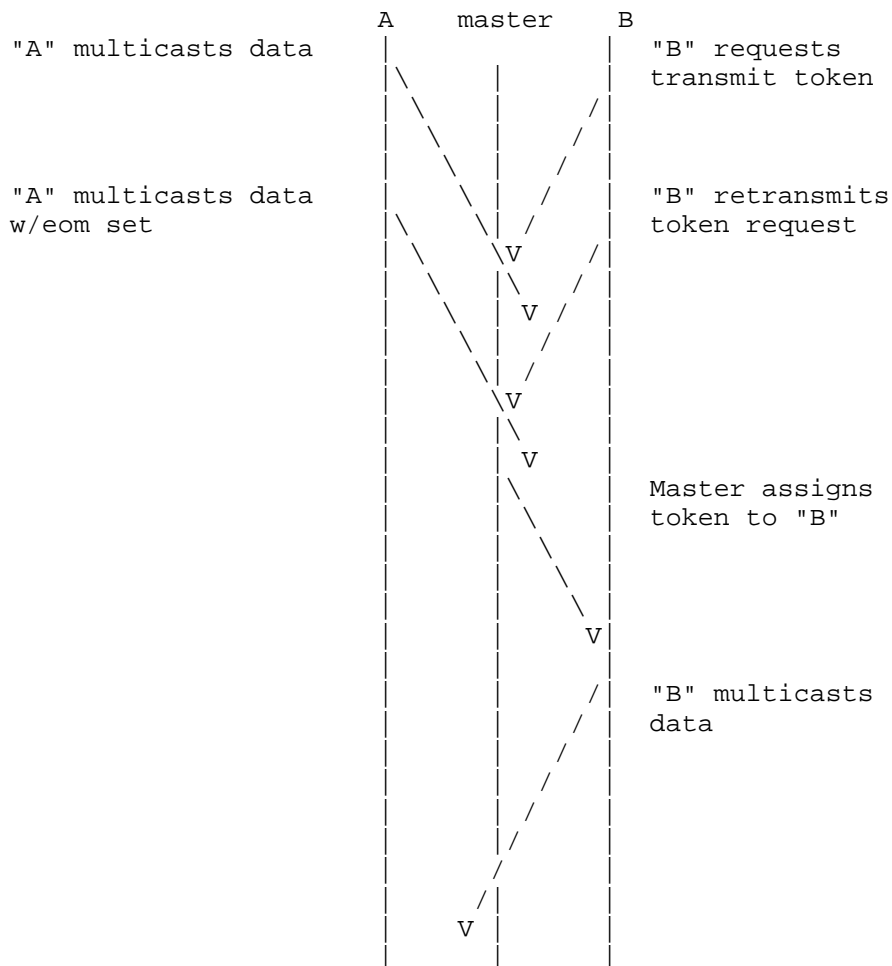 A master B
"A" multicasts data "B" requests
transmit token
"A" multicasts data "B" retransmits
w/eom set token request
V
V
V
V
Master assigns
token to "B"
V
"B" multicasts
data
V